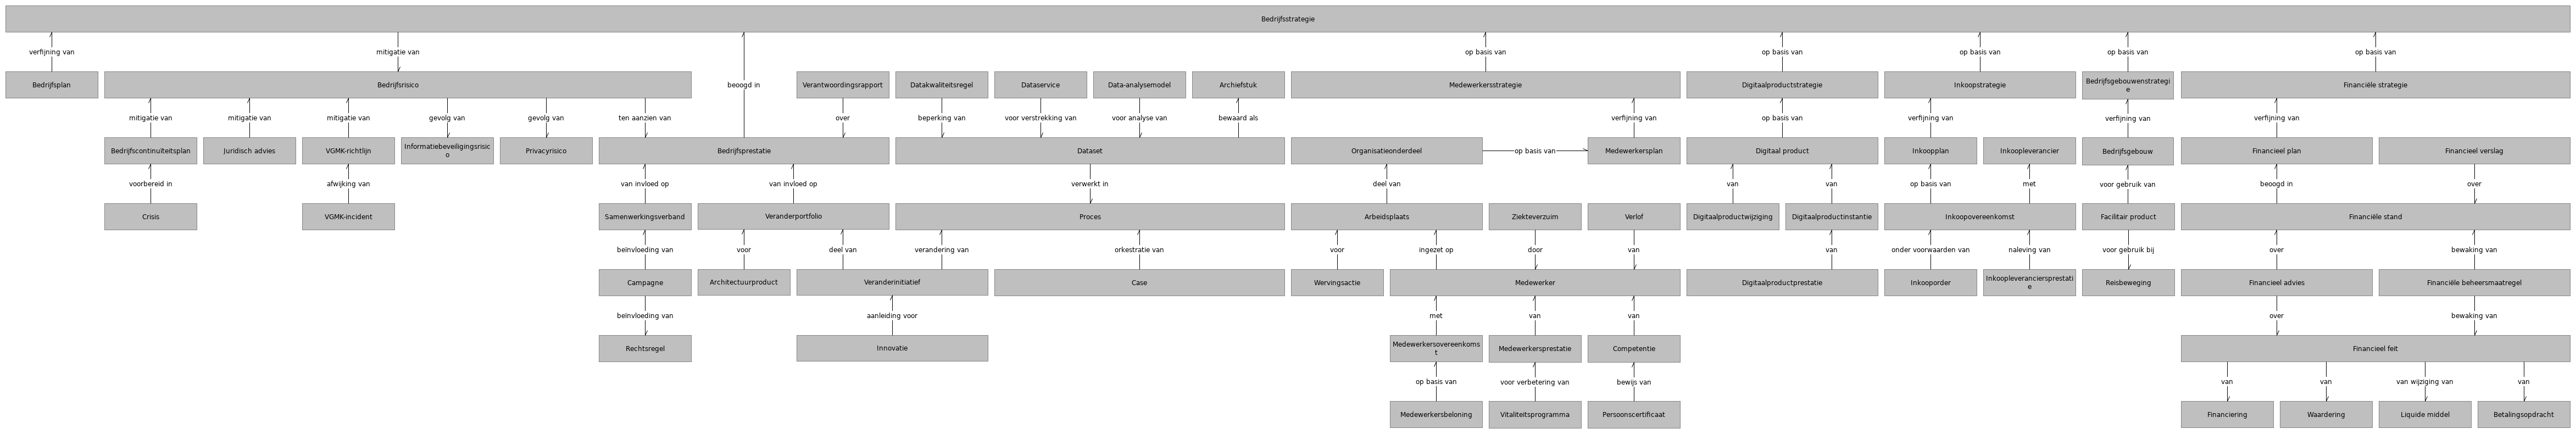 Bedrijfsstrategie
verfijning van
mitigatie van
op basis van
op basis van
op basis van
op basis van
op basis van
Bedrijfsplan
Bedrijfsrisico
beoogd in
Verantwoordingsrapport
Datakwaliteitsregel
Dataservice
Data-analysemodel
Archiefstuk
Medewerkersstrategie
Digitaalproductstrategie
Inkoopstrategie
Bedrijfsgebouwenstrategi
e
Financiële strategie
mitigatie van
mitigatie van
mitigatie van
gevolg van
gevolg van
ten aanzien van
over
beperking van
voor verstrekking van
voor analyse van
bewaard als
verfijning van
op basis van
verfijning van
verfijning van
verfijning van
Bedrijfscontinuïteitsplan
Juridisch advies
VGMK-richtlijn
Informatiebeveiligingsrisic
o
Privacyrisico
Bedrijfsprestatie
Dataset
Organisatieonderdeel
op basis van
Medewerkersplan
Digitaal product
Inkoopplan
Inkoopleverancier
Bedrijfsgebouw
Financieel plan
Financieel verslag
voorbereid in
afwijking van
van invloed op
van invloed op
verwerkt in
deel van
van
van
op basis van
met
voor gebruik van
beoogd in
over
Crisis
VGMK-incident
Samenwerkingsverband
Veranderportfolio
Proces
Arbeidsplaats
Ziekteverzuim
Verlof
Digitaalproductwijziging
Digitaalproductinstantie
Inkoopovereenkomst
Facilitair product
Financiële stand
beïnvloeding van
voor
deel van
verandering van
orkestratie van
voor
ingezet op
door
van
van
onder voorwaarden van
naleving van
voor gebruik bij
over
bewaking van
Campagne
Architectuurproduct
Veranderinitiatief
Case
Wervingsactie
Medewerker
Digitaalproductprestatie
Inkooporder
Inkoopleveranciersprestati
e
Reisbeweging
Financieel advies
Financiële beheersmaatregel
beïnvloeding van
aanleiding voor
met
van
van
over
bewaking van
Rechtsregel
Innovatie
Medewerkersovereenkoms
t
Medewerkersprestatie
Competentie
Financieel feit
op basis van
voor verbetering van
bewijs van
van
van
van wijziging van
van
Medewerkersbeloning
Vitaliteitsprogramma
Persoonscertificaat
Financiering
Waardering
Liquide middel
Betalingsopdracht